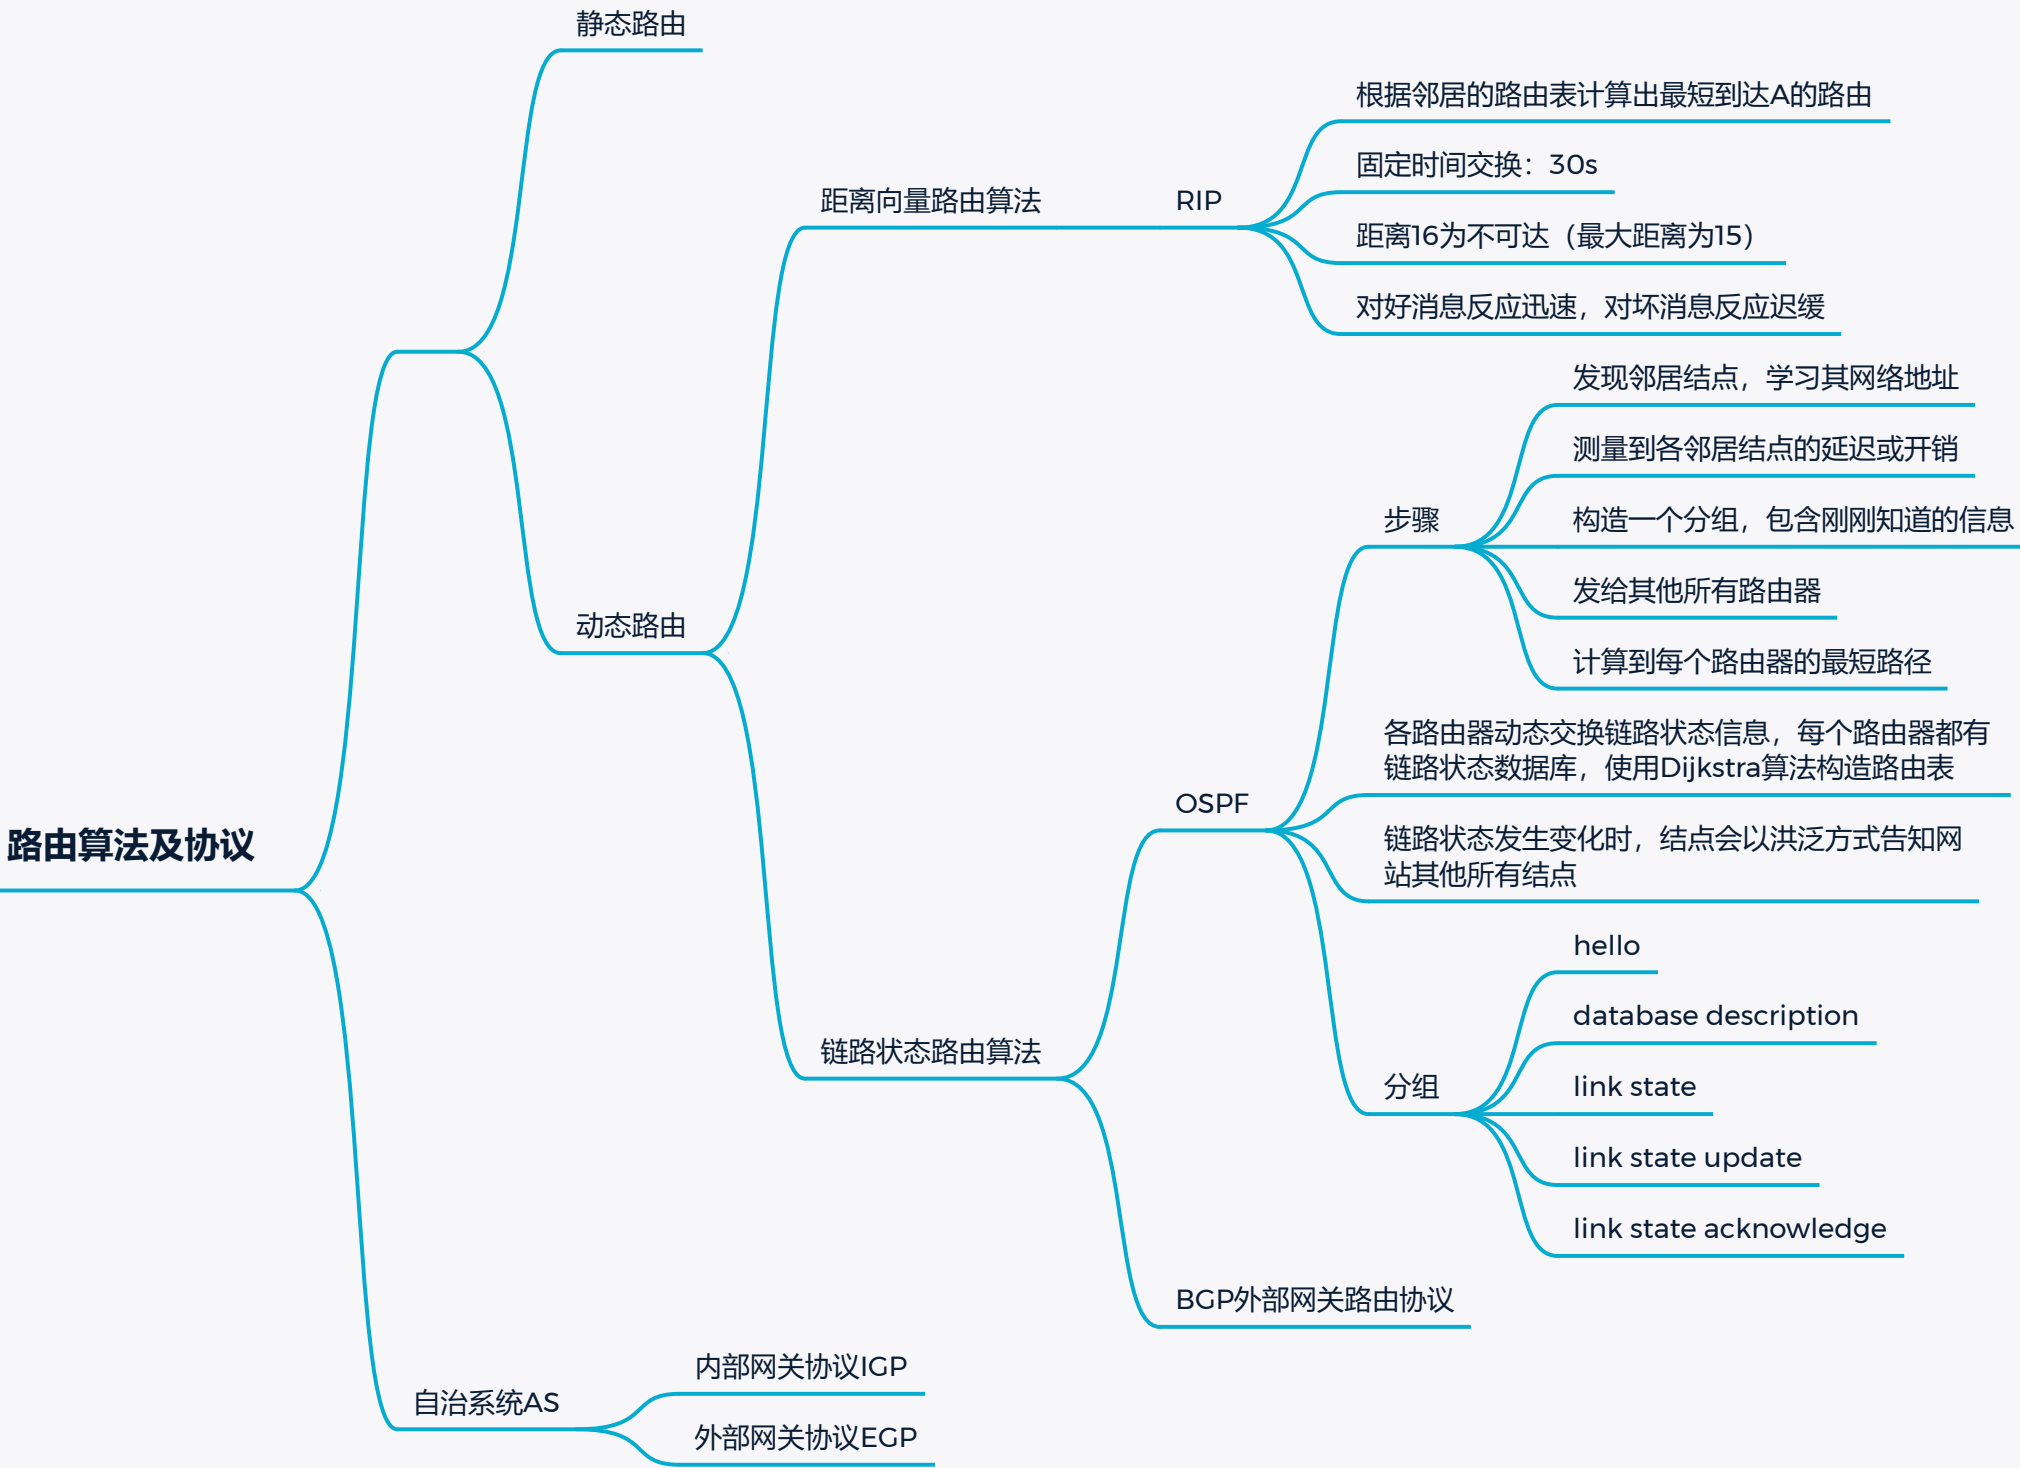 静态路由
根据邻居的路由表计算出最短到达A的路由
固定时间交换：30s
距离向量路由算法
RIP
距离16为不可达（最大距离为15）
对好消息反应迅速，对坏消息反应迟缓
发现邻居结点，学习其网络地址
测量到各邻居结点的延迟或开销
步骤
构造一个分组，包含刚刚知道的信息
发给其他所有路由器
动态路由
计算到每个路由器的最短路径
各路由器动态交换链路状态信息，每个路由器都有
链路状态数据库，使用Dijkstra算法构造路由表
OSPF
路由算法及协议
链路状态发生变化时，结点会以洪泛方式告知网
站其他所有结点
hello
database description
链路状态路由算法
分组
link state
link state update
link state acknowledge
BGP外部网关路由协议
内部网关协议IGP
自治系统AS
外部网关协议EGP